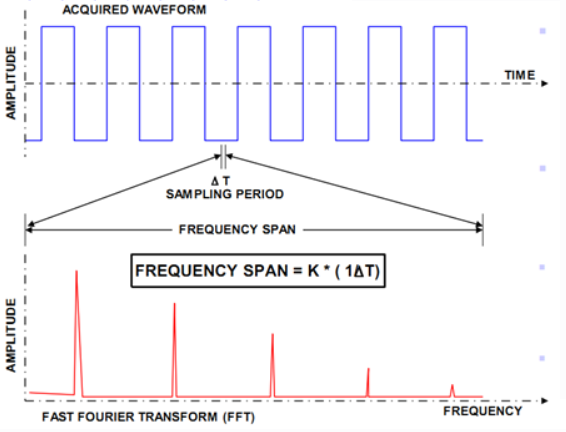 ACQUIRED WAVEFORM
AMPLITUDE
TIME
Δ T
SAMPLING PERIOD
FREQUENCY SPAN
FREQUENCY SPAN = K * ( 1ΔT)
AMPLITUDE
FREQUENCY
FAST FOURIER TRANSFORM (FFT)